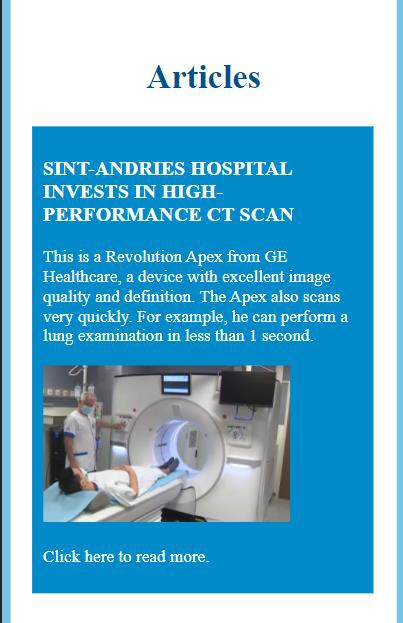 Articles
SINT-ANDRIES HOSPITAL
INVESTS IN HIGH-
PERFORMANCE CT SCAN
This is a Revolution Apex from GE
Healthcare, a device with excellent image
quality and definition. The Apex also scans
very quickly. For example, he can perform a
lung examination in less than 1 second.
Click here to read more.